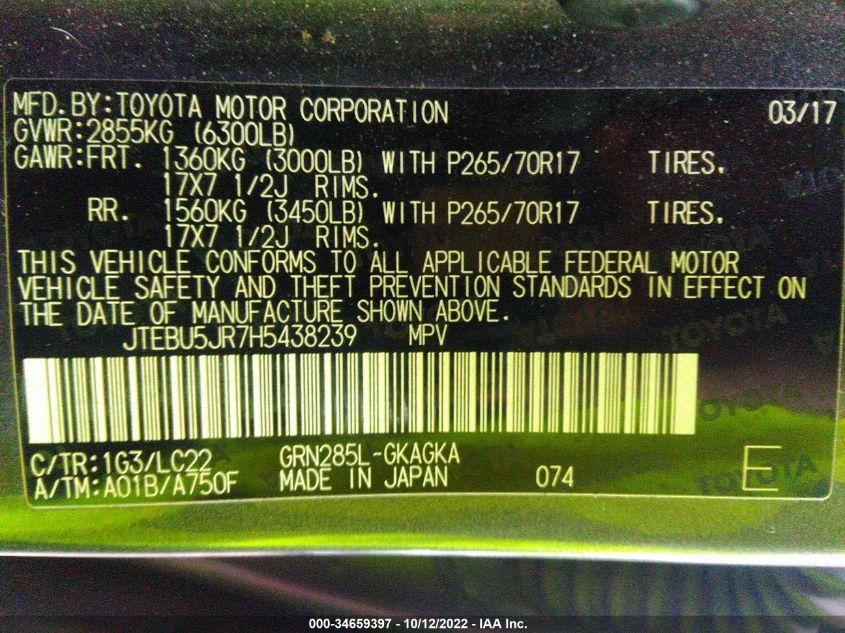 MFD.BY:TOYOTA MOTOR CORPORATION 03/17
GVWR:2855KG (6300LB)
GAWR:FRT. 1360KG (3000LB) WITH P265/70R17 TIRES,
17X7 1/2J RIMS.
RR. 1560KG (3450LB) WITH P265/70R17 TIRES,
17X7 1/2J RIMS.
THIS VEHICLE CONFORMS TO ALL APPLICABLE FEDERAL MOTOR
VEHICLE SAFETY AND THEFT PREVENTION STANDARDS IN EFFECT ON
THE DATE OF MANUFACTURE SHOWN ABOVE.
JTEBU5JR7H5438239 MPV
TOYOTA
TOYOTA
C/TR:1G3/LC22 GRN285L-GKAGKA
A/TM:A01B/A750F MADE IN JAPAN 074 E
TOYOTA
000-34659397 - 10/12/2022 - IAA Inc.